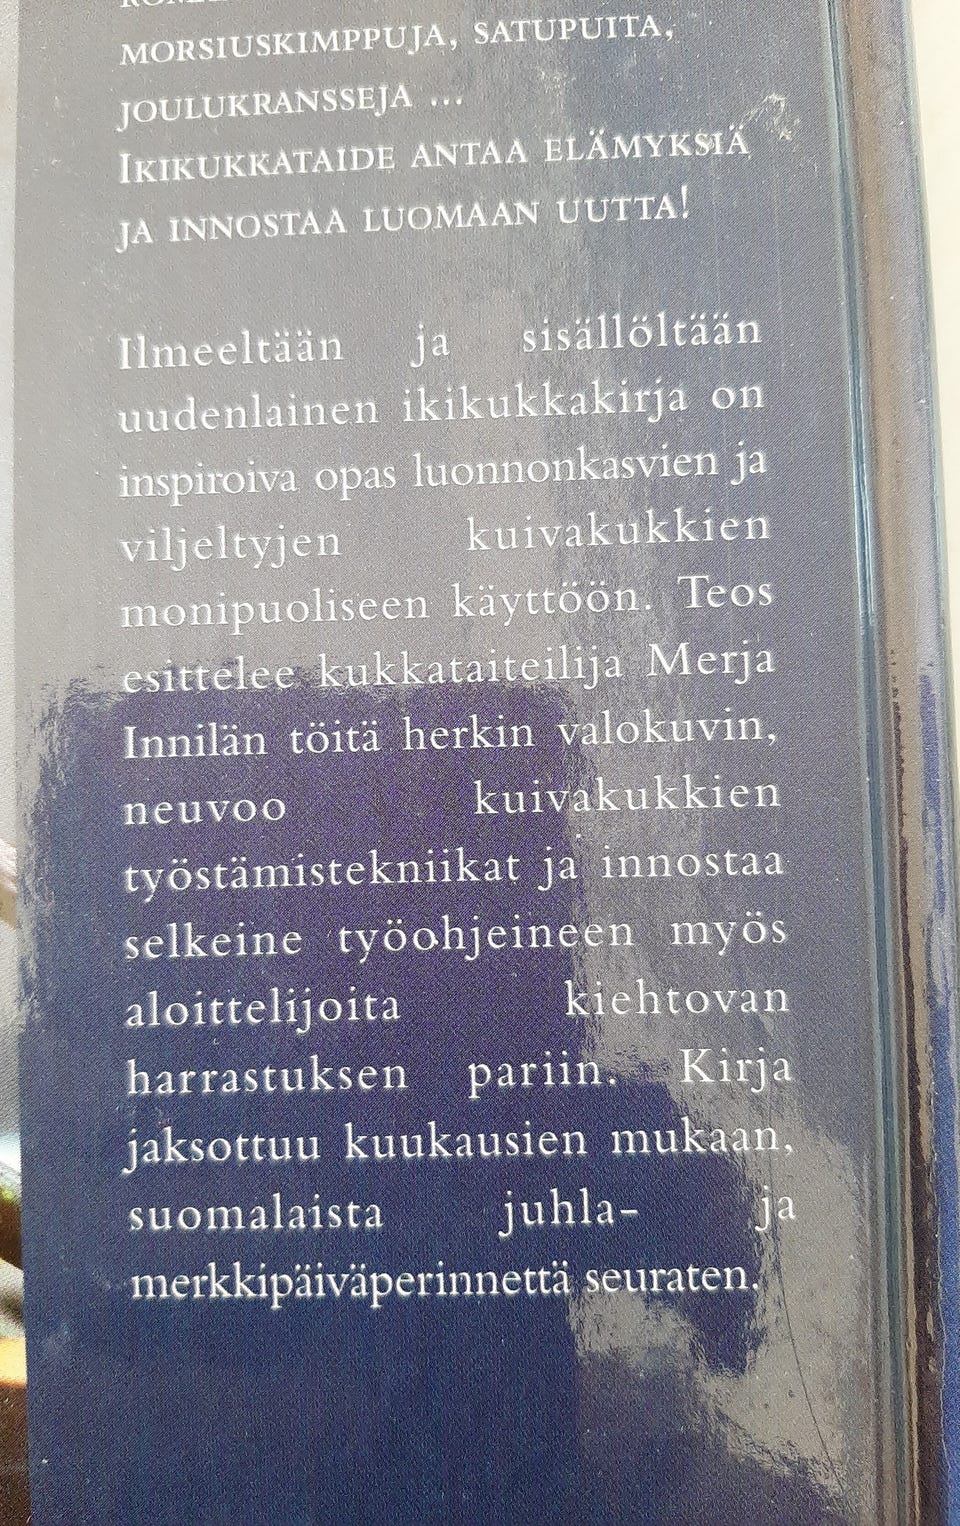 MORSIUSKIMPPUJA, SATUPUITA,
JOULUKRANSSEJA ...
IKIKUKKATAIDE ANTAA ELÄMYKSIÄ
JA INNOSTAA LUOMAAN UUTTA!
Ilmeeltään ja sisällöltään
uudenlainen ikikukkakirja on
inspiroiva opas luonnonkasvien ja
viljeltyjen kuivakukkien
monipuoliseen käyttöön. Teos
esittelee kukkataiteilija Merja
Innilän töitä herkin valokuvin,
neuvoo kuivakukkien
työstämistekniikat ja innostaa
selkeine työohjeineen myös
aloittelijoita kiehtovan
harrastuksen pariin. Kirja
jaksottuu kuukausien mukaan,
suomalaista juhla- ja
merkkipäiväperinnettä seuraten.